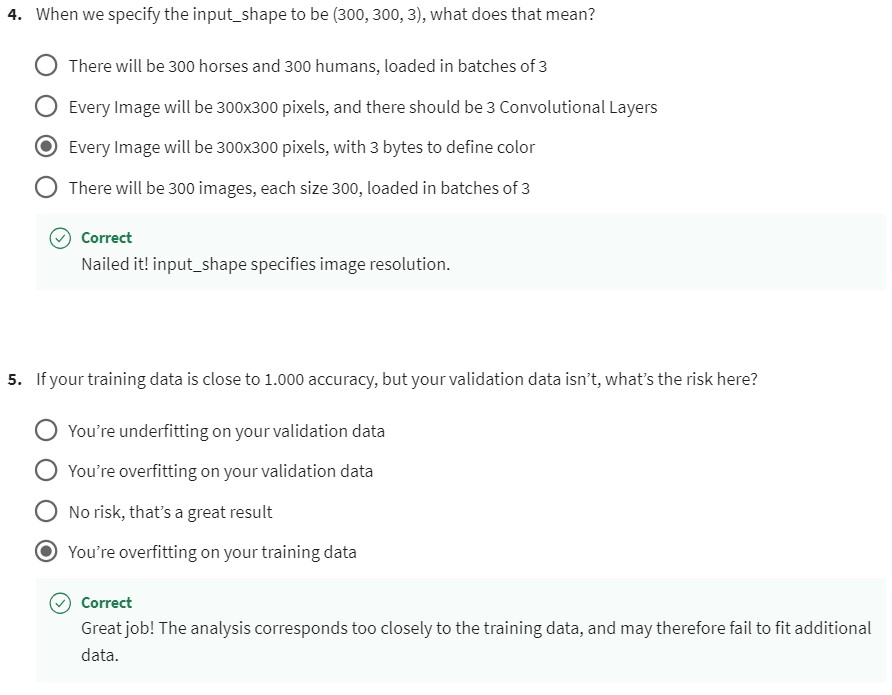 4. When we specify the input_shape to be (300, 300, 3), what does that mean?
There will be 300 horses and 300 humans, loaded in batches of 3
Every Image will be 300x300 pixels, and there should be 3 Convolutional Layers
Every Image will be 300x300 pixels, with 3 bytes to define color
There will be 300 images, each size 300, loaded in batches of 3
Correct
Nailed it! input_shape specifies image resolution.
5. If your training data is close to 1.000 accuracy, but your validation data isn’t, what’s the risk here?
You’re underfitting on your validation data
You’re overfitting on your validation data
No risk, that’s a great result
You’re overfitting on your training data
Correct
Great job! The analysis corresponds too closely to the training data, and may therefore fail to fit additional
data.